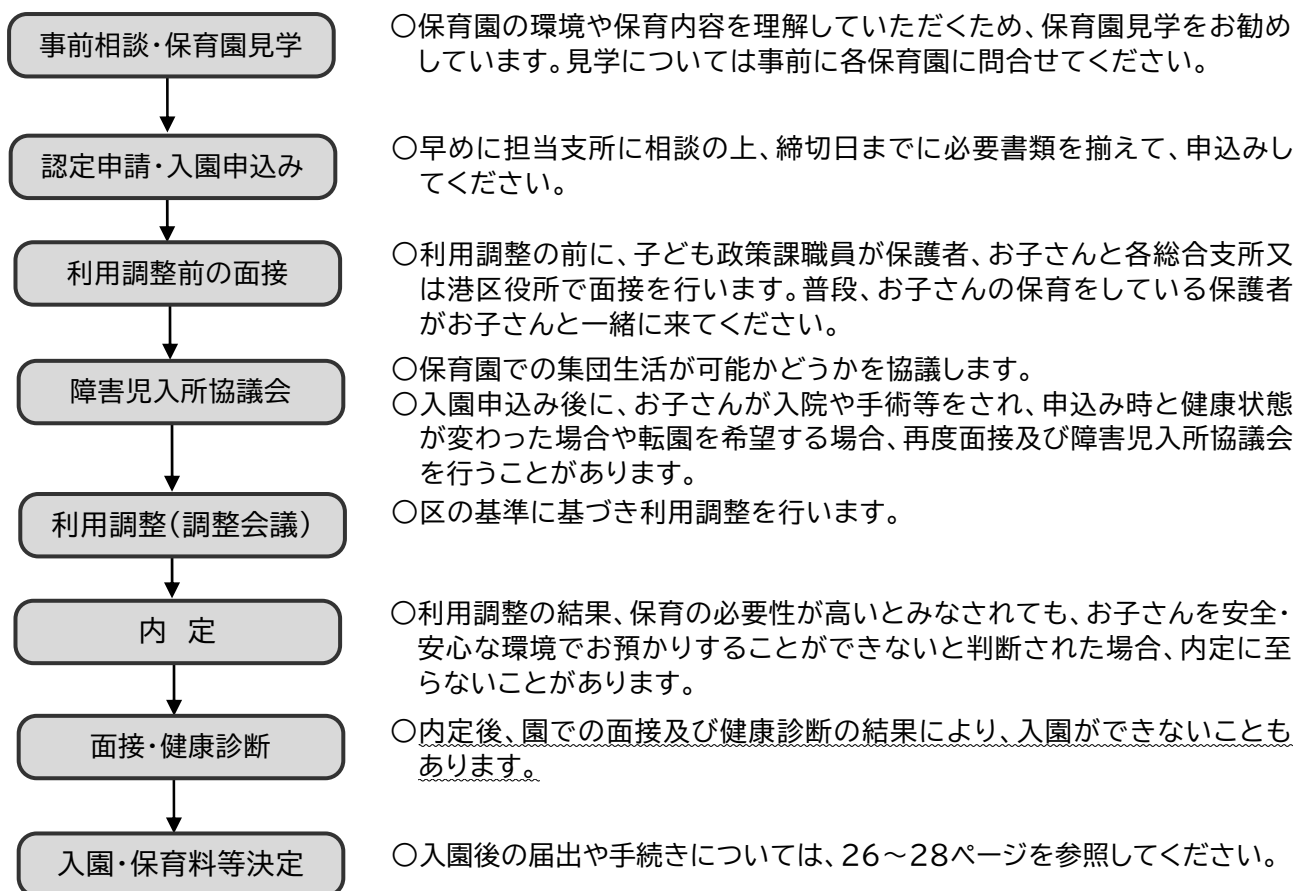 事前相談・保育園見学
〇保育園の環境や保育内容を理解していただくため、保育園見学をお勧め
しています。見学については事前に各保育園に問合せてください。
認定申請・入園申込み
〇早めに担当支所に相談の上、締切日までに必要書類を揃えて、申込みし
てください。
利用調整前の面接
〇利用調整の前に、子ども政策課職員が保護者、お子さんと各総合支所又
は港区役所で面接を行います。普段、お子さんの保育をしている保護者
がお子さんと一緒に来てください。
障害児入所協議会
〇保育園での集団生活が可能かどうかを協議します。
〇入園申込み後に、お子さんが入院や手術等をされ、申込み時と健康状態
が変わった場合や転園を希望する場合、再度面接及び障害児入所協議会
を行うことがあります。
利用調整(調整会議)
〇区の基準に基づき利用調整を行います。
内 定
〇利用調整の結果、保育の必要性が高いとみなされても、お子さんを安全・
安心な環境でお預かりすることができないと判断された場合、内定に至
らないことがあります。
面接・健康診断
〇内定後、園での面接及び健康診断の結果により、入園ができないことも
あります。
入園・保育料等決定
〇入園後の届出や手続きについては、26~28ページを参照してください。